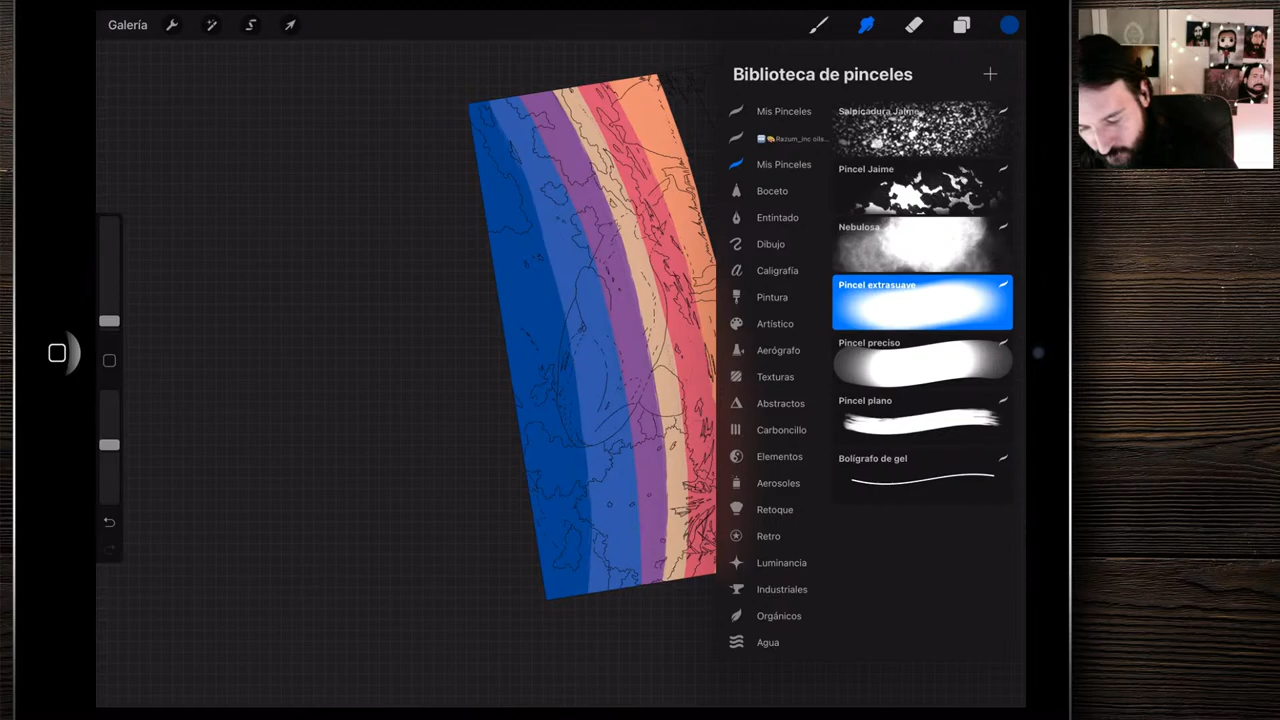 Galería
Biblioteca de pinceles
Mis Pinceles
Razum_inc oils...
Mis Pinceles
Boceto
Entintado
Dibujo
Caligrafía
Pintura
Artístico
Aerógrafo
Texturas
Abstractos
Carboncillo
Elementos
Aerosoles
Retoque
Retro
Luminancia
Industriales
Orgánicos
Agua
Salpicadura Jaime
Pincel Jaime
Nebulosa
Pincel extrasuave
Pincel preciso
Pincel plano
Bolígrafo de gel